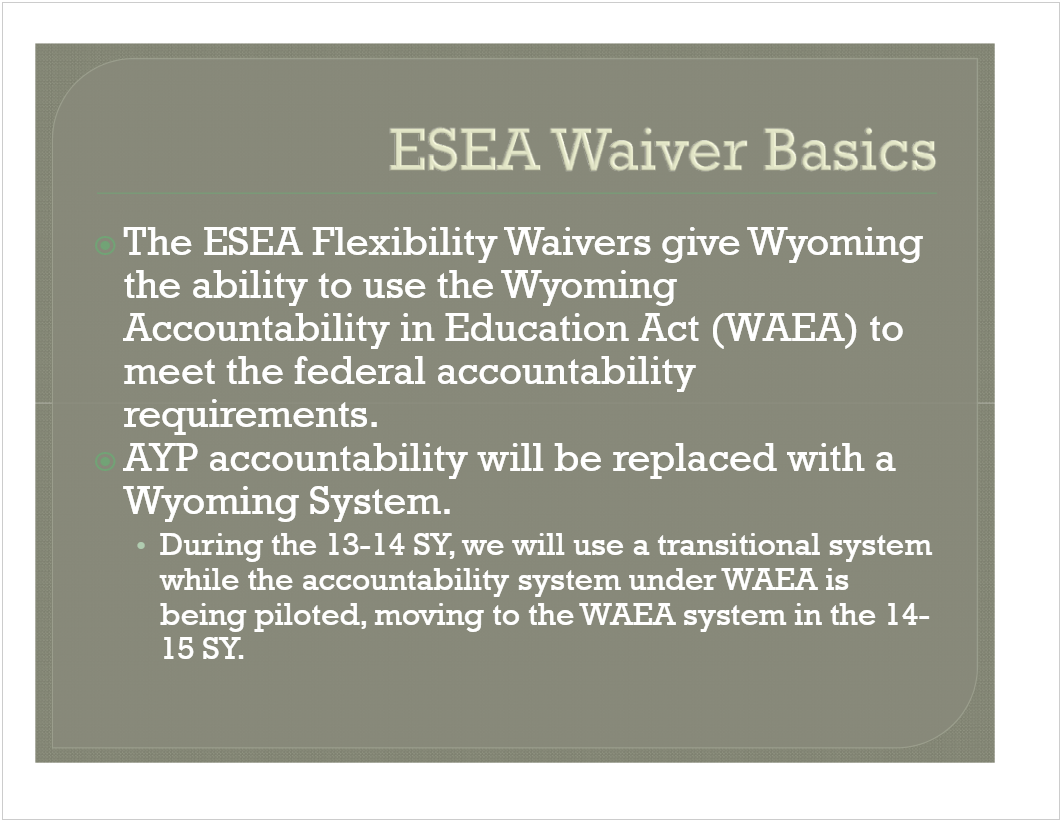 ESEA Waiver Basics
The ESEA Flexibility Waivers give Wyoming
the ability to use the Wyoming
Accountability in Education Act (WAEA) to
meet the federal accountability
requirements.
AYP accountability will be replaced with a
Wyoming System.
• During the 13-14 SY, we will use a transitional system
while the accountability system under WAEA is
being piloted, moving to the WAEA system in the 14-
15 SY.